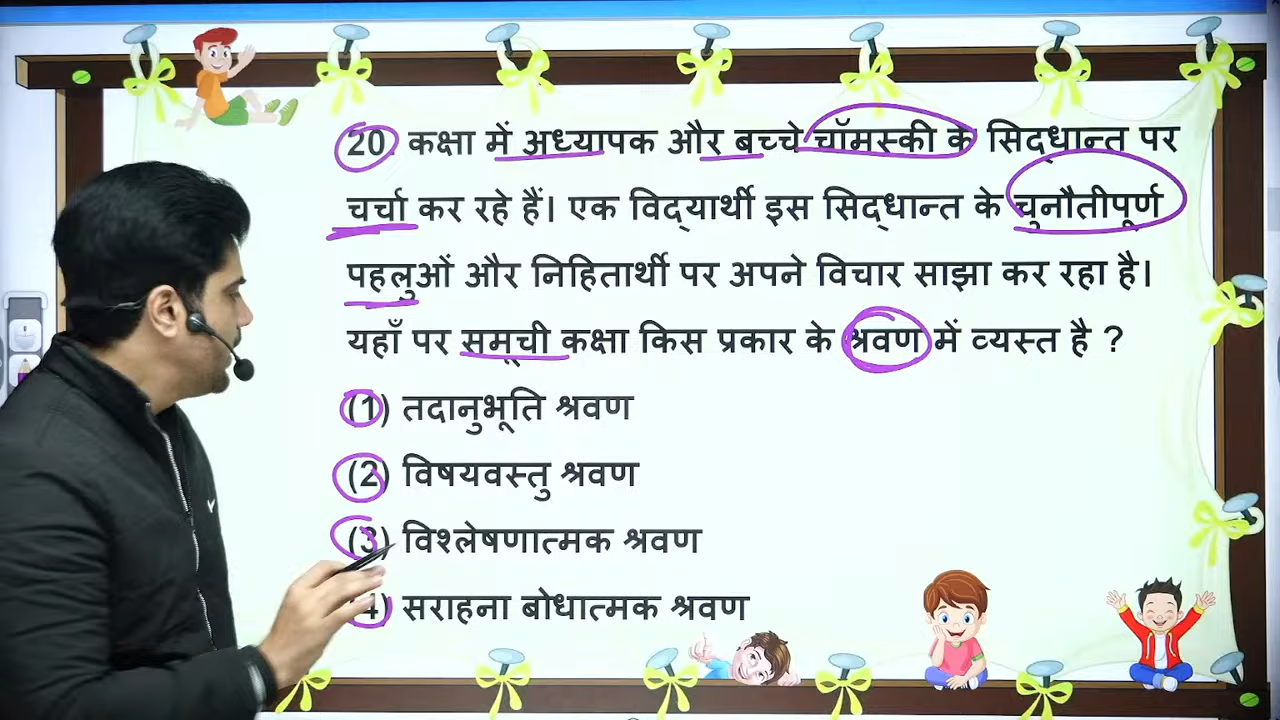 20. कक्षा में अध्यापक और बच्चे चॉमस्की के सिद्धान्त पर
चर्चा कर रहे हैं। एक विद्यार्थी इस सिद्धान्त के चुनौतीपूर्ण
पहलुओं और निहितार्थी पर अपने विचार साझा कर रहा है।
यहाँ पर समूची कक्षा किस प्रकार के श्रवण में व्यस्त है ?
(1) तदानुभूति श्रवण
(2) विषयवस्तु श्रवण
(3) विश्लेषणात्मक श्रवण
(4) सराहना बोधात्मक श्रवण